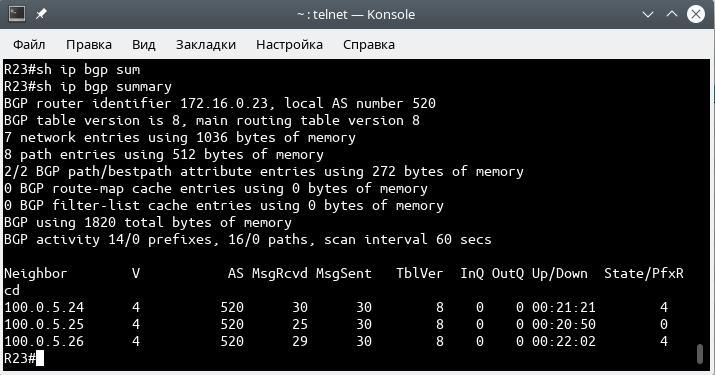 ~ : telnet — Konsole
Файл Правка Вид Закладки Настройка Справка
R23#sh ip bgp sum
R23#sh ip bgp summary
BGP router identifier 172.16.0.23, local AS number 520
BGP table version is 8, main routing table version 8
7 network entries using 1036 bytes of memory
8 path entries using 512 bytes of memory
2/2 BGP path/bestpath attribute entries using 272 bytes of memory
0 BGP route-map cache entries using 0 bytes of memory
0 BGP filter-list cache entries using 0 bytes of memory
BGP using 1820 total bytes of memory
BGP activity 14/0 prefixes, 16/0 paths, scan interval 60 secs
Neighbor        V           AS MsgRcvd MsgSent   TblVer  InQ OutQ Up/Down  State/PfxR
cd
100.0.5.24      4          520      30      30        8    0    0 00:21:21        4
100.0.5.25      4          520      25      30        8    0    0 00:20:50        0
100.0.5.26      4          520      29      30        8    0    0 00:22:02        4
R23#